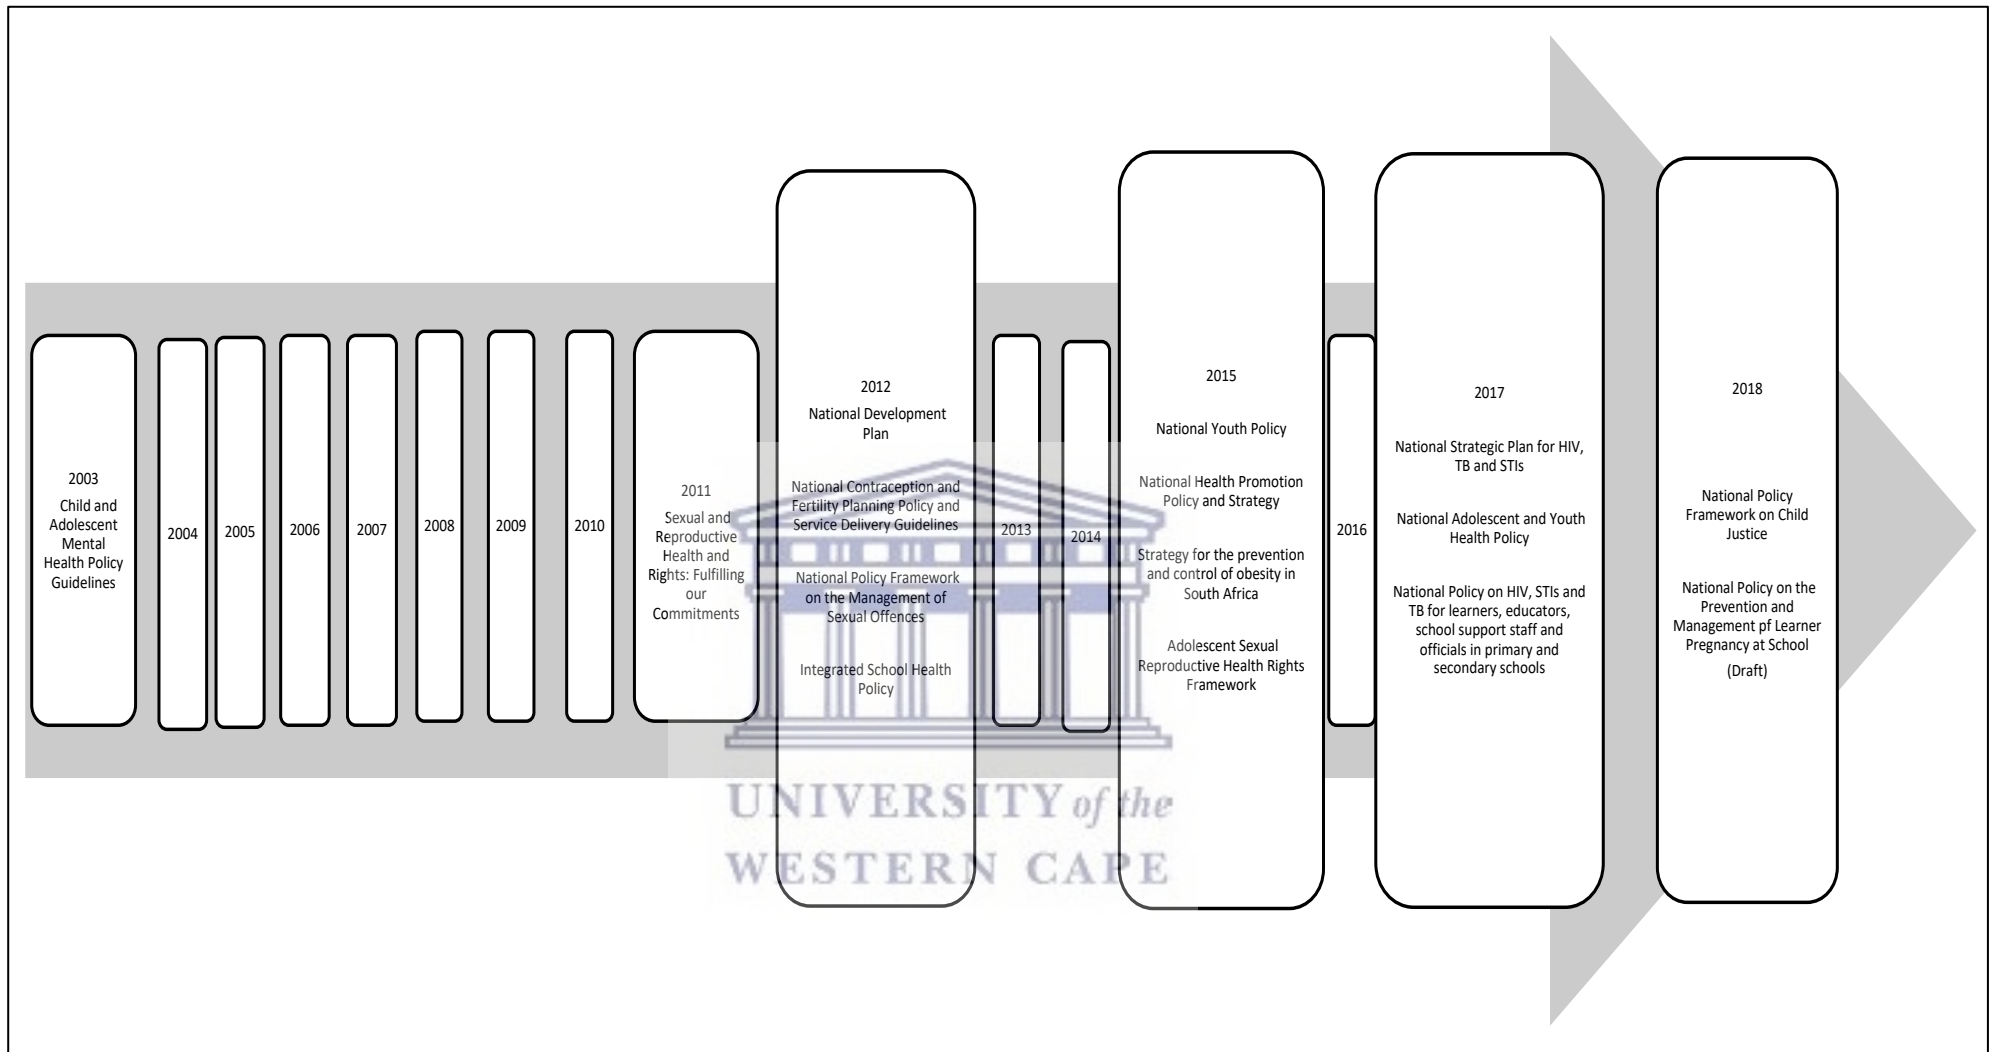 2003
Child and
Adolescent
Mental
Health Policy
Guidelines
2004
2005
2006
2007
2008
2009
2010
2011
Sexual and
Reproductive
Health and
Rights: Fulfilling
our
Commitments
2012
National Development
Plan
National Contraception and
Fertility Planning Policy and
Service Delivery Guidelines
National Policy Framework
on the Management of
Sexual Offences
Integrated School Health
Policy
2013
2014
2015
National Youth Policy
National Health Promotion
Policy and Strategy
Strategy for the prevention
and control of obesity in
South Africa
Adolescent Sexual
Reproductive Health Rights
Framework
2016
2017
National Strategic Plan for HIV,
TB and STIs
National Adolescent and Youth
Health Policy
National Policy on HIV, STIs and
TB for learners, educators,
school support staff and
officials in primary and
secondary schools
2018
National Policy
Framework on Child
Justice
National Policy on the
Prevention and
Management pf Learner
Pregnancy at School
(Draft)
UNIVERSITY of the
WESTERN CAPE